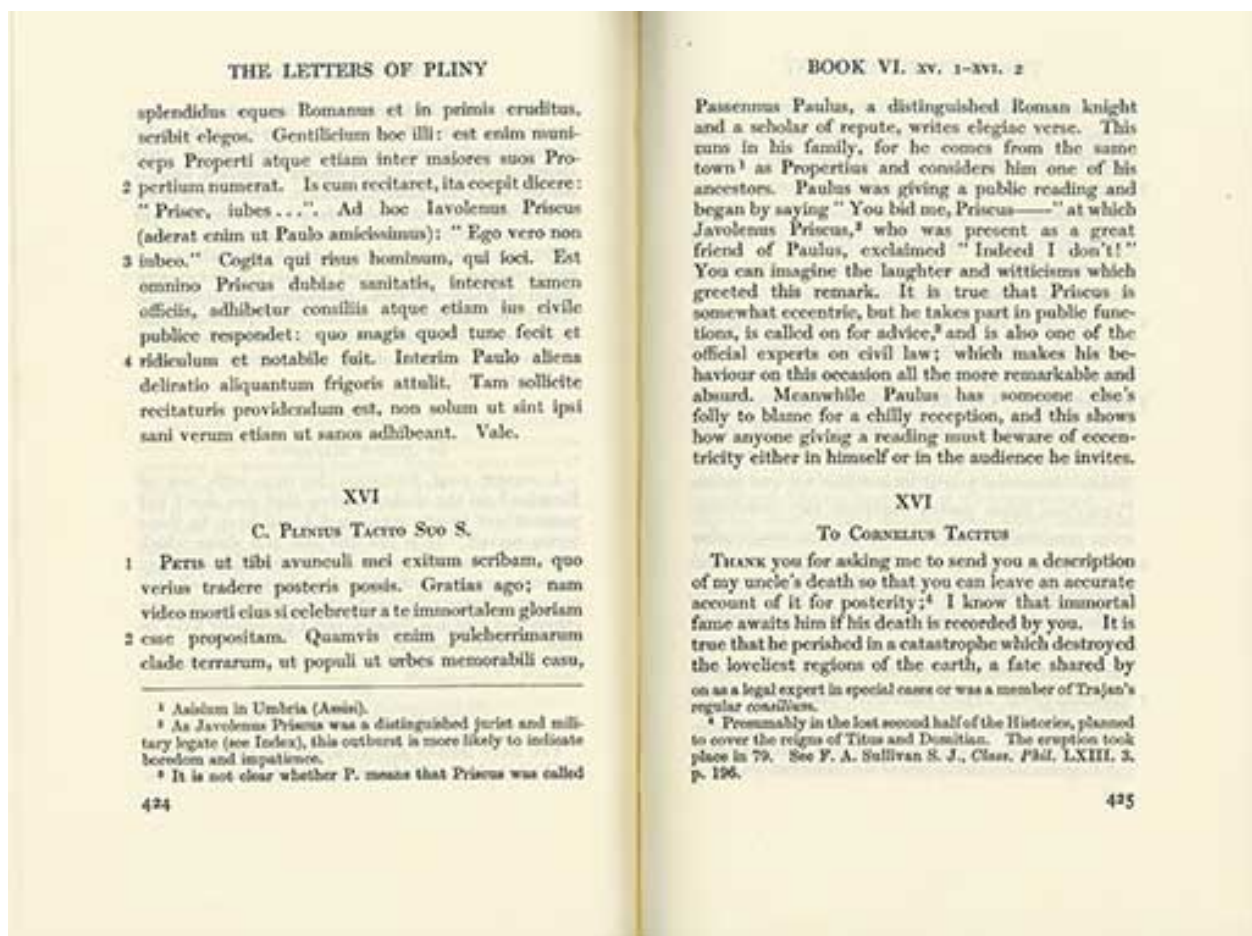 THE LETTERS OF PLINY
splendidus eques Romanus et in primis eruditus,
scribit elegos. Gentilicium hoc illi: est enim muni-
ceps Properti atque etiam inter maiores suos Pro-
2 pertium numerat. Is cum recitaret, ita coepit dicere:
" Prisce, iubes ...". Ad hoc Iavolenus Priscus
(aderat enim ut Paulo amicissimus): " Ego vero non
3 iubeo." Cogita qui risus hominum, qui ioci. Est
omnino Priscus dubiae sanitatis, interest tamen
officiis, adhibetur consiliis atque etiam ius civile
publice respondet: quo magis quod tunc fecit et
4 ridiculum et notabile fuit. Interim Paulo aliena
deliratio aliquantum frigoris attulit. Tam sollicite
recitaturis providendum est, non solum ut sint ipsi
sani verum etiam ut sanos adhibeant. Vale.
XVI
C. Plinius Tacito Suo S.
1 Petis ut tibi avunculi mei exitum scribam, quo
verius tradere posteris possis. Gratias ago; nam
video morti eius si celebretur a te immortalem gloriam
2 esse propositam. Quamvis enim pulcherrimarum
clade terrarum, ut populi ut urbes memorabili casu,
1 Asisium in Umbria (Assisi).
2 As Javolenus Priscus was a distinguished jurist and mili-
tary legate (see Index), this outburst is more likely to indicate
boredom and impatience.
3 It is not clear whether P. means that Priscus was called
424
BOOK VI. xv. 1–xvi. 2
Passennus Paulus, a distinguished Roman knight
and a scholar of repute, writes elegiac verse. This
runs in his family, for he comes from the same
town1 as Propertius and considers him one of his
ancestors. Paulus was giving a public reading and
began by saying " You bid me, Priscus——" at which
Javolenus Priscus,2 who was present as a great
friend of Paulus, exclaimed " Indeed I don't! "
You can imagine the laughter and witticisms which
greeted this remark. It is true that Priscus is
somewhat eccentric, but he takes part in public func-
tions, is called on for advice,3 and is also one of the
official experts on civil law; which makes his be-
haviour on this occasion all the more remarkable and
absurd. Meanwhile Paulus has someone else's
folly to blame for a chilly reception, and this shows
how anyone giving a reading must beware of eccen-
tricity either in himself or in the audience he invites.
XVI
To Cornelius Tacitus
Thank you for asking me to send you a description
of my uncle's death so that you can leave an accurate
account of it for posterity;4 I know that immortal
fame awaits him if his death is recorded by you. It is
true that he perished in a catastrophe which destroyed
the loveliest regions of the earth, a fate shared by
on as a legal expert in special cases or was a member of Trajan's
regular consilium.
4 Presumably in the lost second half of the Histories, planned
to cover the reigns of Titus and Domitian. The eruption took
place in 79. See F. A. Sullivan S. J., Class. Phil. LXIII. 3,
p. 196.
425